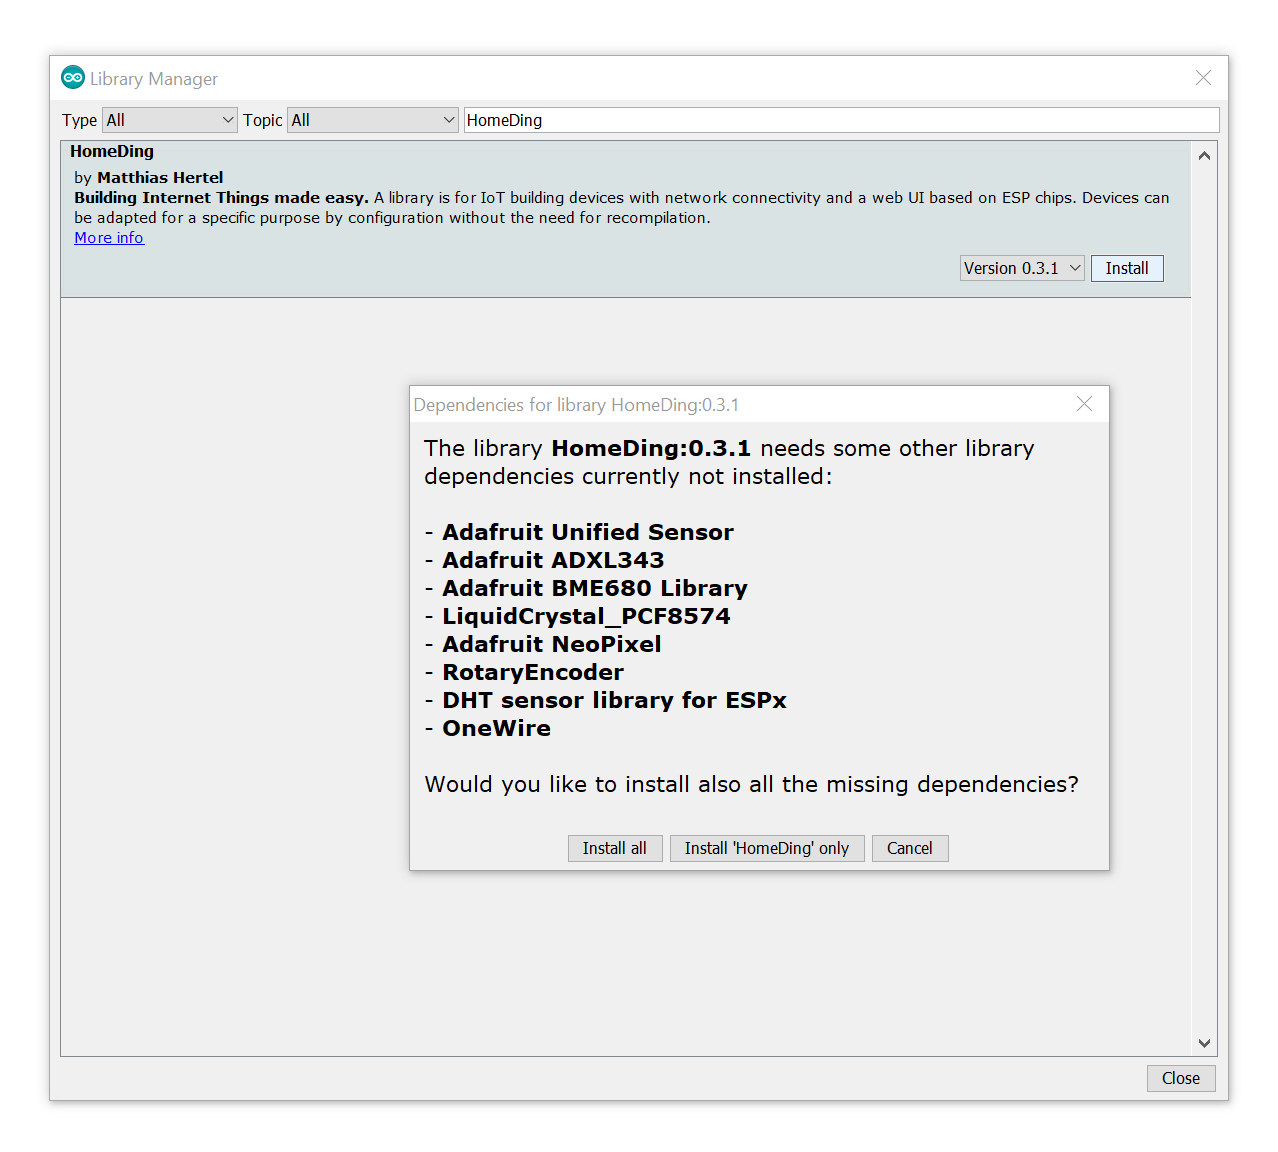 Library Manager
Type All Topic All HomeDing
HomeDing
by Matthias Hertel
Building Internet Things made easy. A library is for IoT building devices with network connectivity and a web UI based on ESP chips. Devices can
be adapted for a specific purpose by configuration without the need for recompilation.
More info
Version 0.3.1 Install
Dependencies for library HomeDing:0.3.1
The library HomeDing:0.3.1 needs some other library
dependencies currently not installed:
- Adafruit Unified Sensor
- Adafruit ADXL343
- Adafruit BME680 Library
- LiquidCrystal_PCF8574
- Adafruit NeoPixel
- RotaryEncoder
- DHT sensor library for ESPx
- OneWire
Would you like to install also all the missing dependencies?
Install all Install 'HomeDing' only Cancel
Close